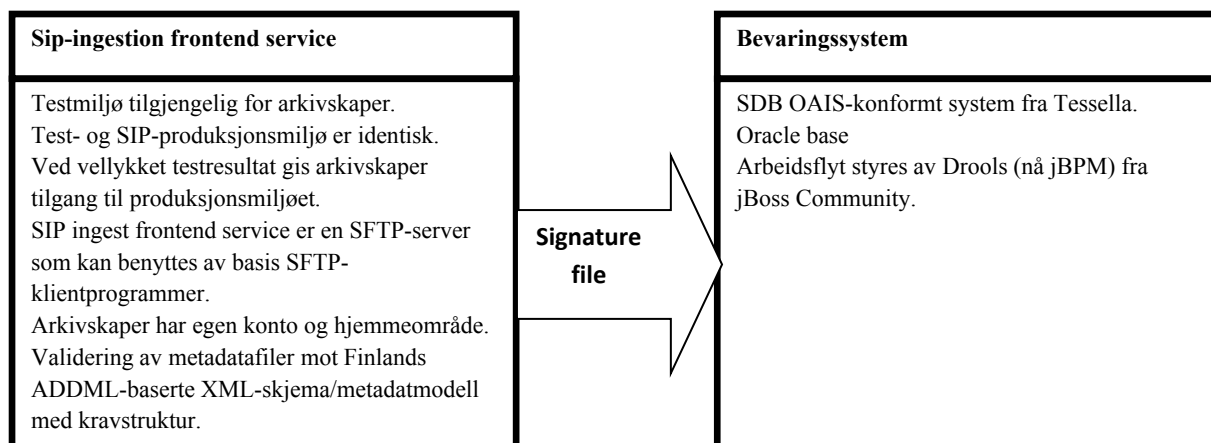 Sip-ingestion frontend service
Testmiljø tilgjengelig for arkivskaper.
Test- og SIP-produksjonsmiljø er identisk.
Ved vellykket testresultat gis arkivskaper
tilgang til produksjonsmiljøet.
SIP ingest frontend service er en SFTP-server
som kan benyttes av basis SFTP-
klientprogrammer.
Arkivskaper har egen konto og hjemmeområde.
Validering av metadatafiler mot Finlands
ADDML-baserte XML-skjema/metadatmodell
med kravstruktur.
Signature
file
Bevaringssystem
SDB OAIS-konformt system fra Tessella.
Oracle base
Arbeidsflyt styres av Drools (nå jBPM) fra
jBoss Community.